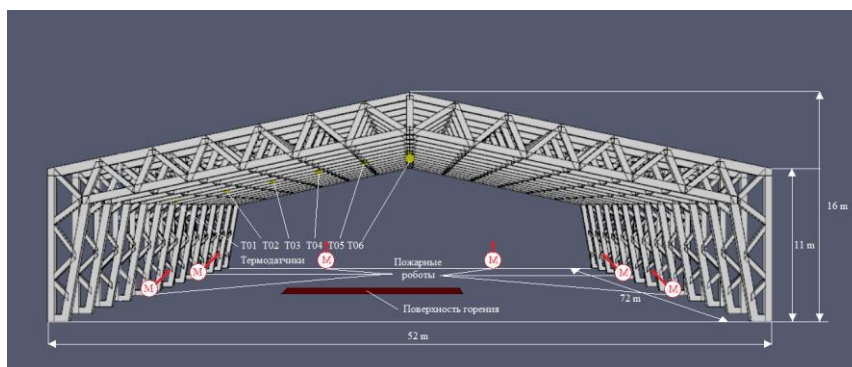 16 m
11 m
T01 T02 T03 T04 T05 T06
Термодатчики
Пожарные
роботы
M
M
M
M
M
M
72 m
Поверхность горения
52 m